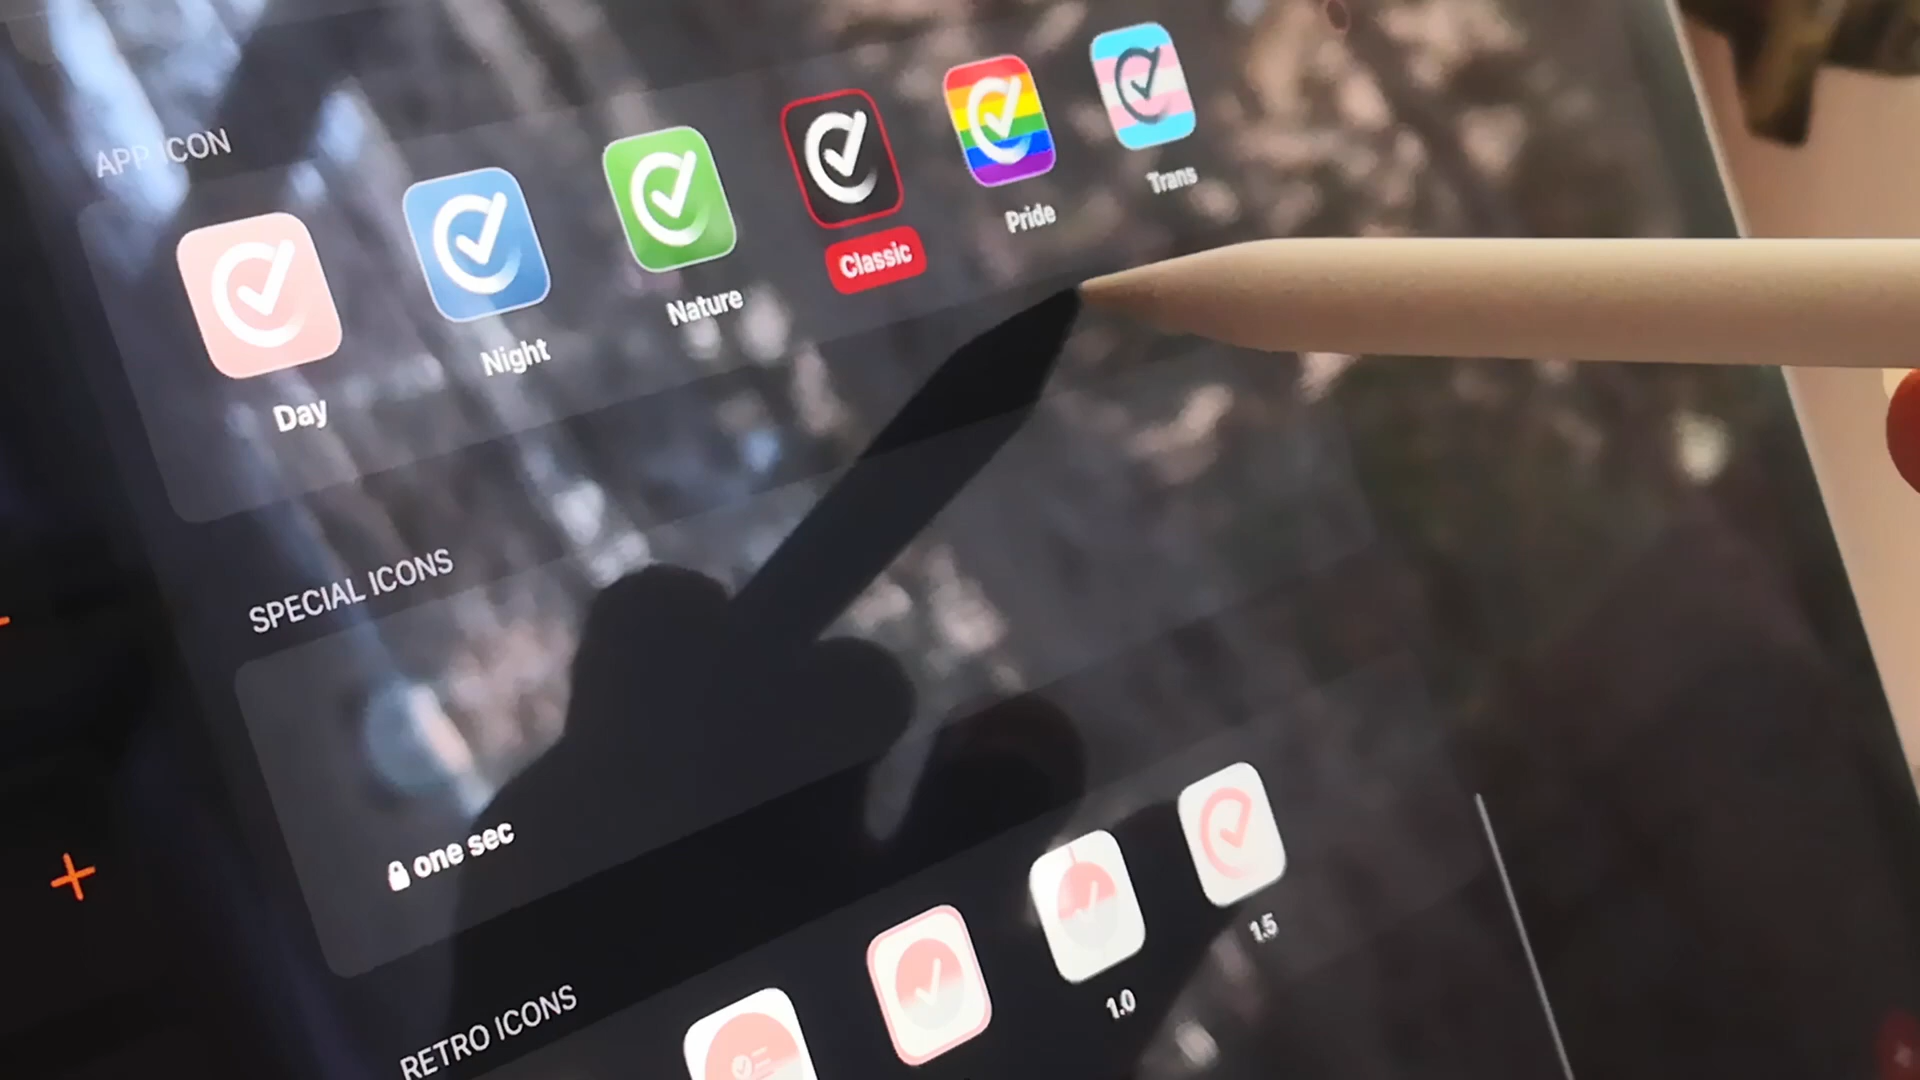 APP ICON
Day
Night
Nature
Classic
Pride
Trans
SPECIAL ICONS
one sec
RETRO ICONS
1.0
1.5